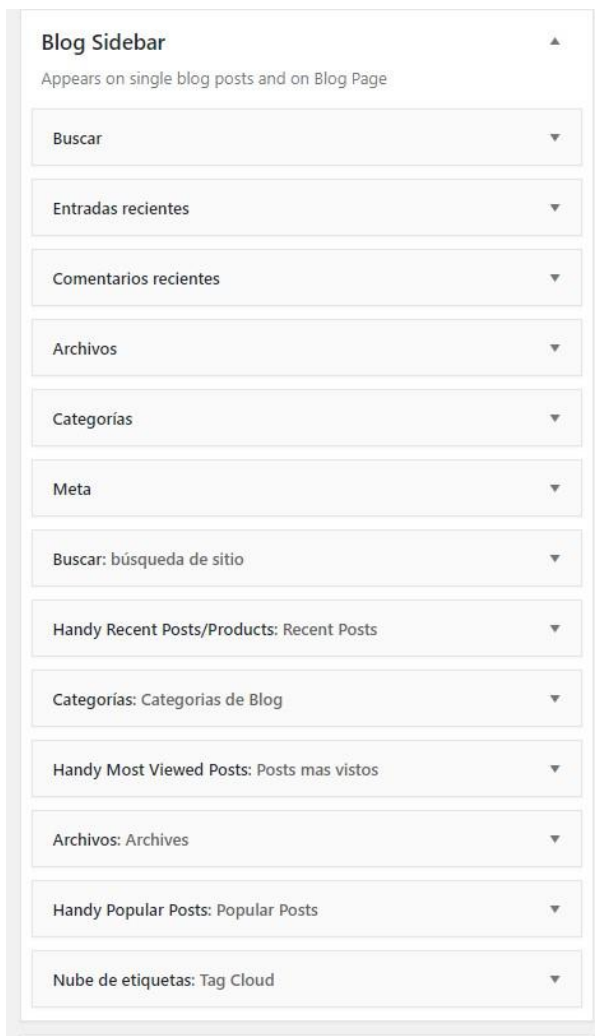 Blog Sidebar
Appears on single blog posts and on Blog Page
Buscar
Entradas recientes
Comentarios recientes
Archivos
Categorías
Meta
Buscar: búsqueda de sitio
Handy Recent Posts/Products: Recent Posts
Categorías: Categorias de Blog
Handy Most Viewed Posts: Posts mas vistos
Archivos: Archives
Handy Popular Posts: Popular Posts
Nube de etiquetas: Tag Cloud